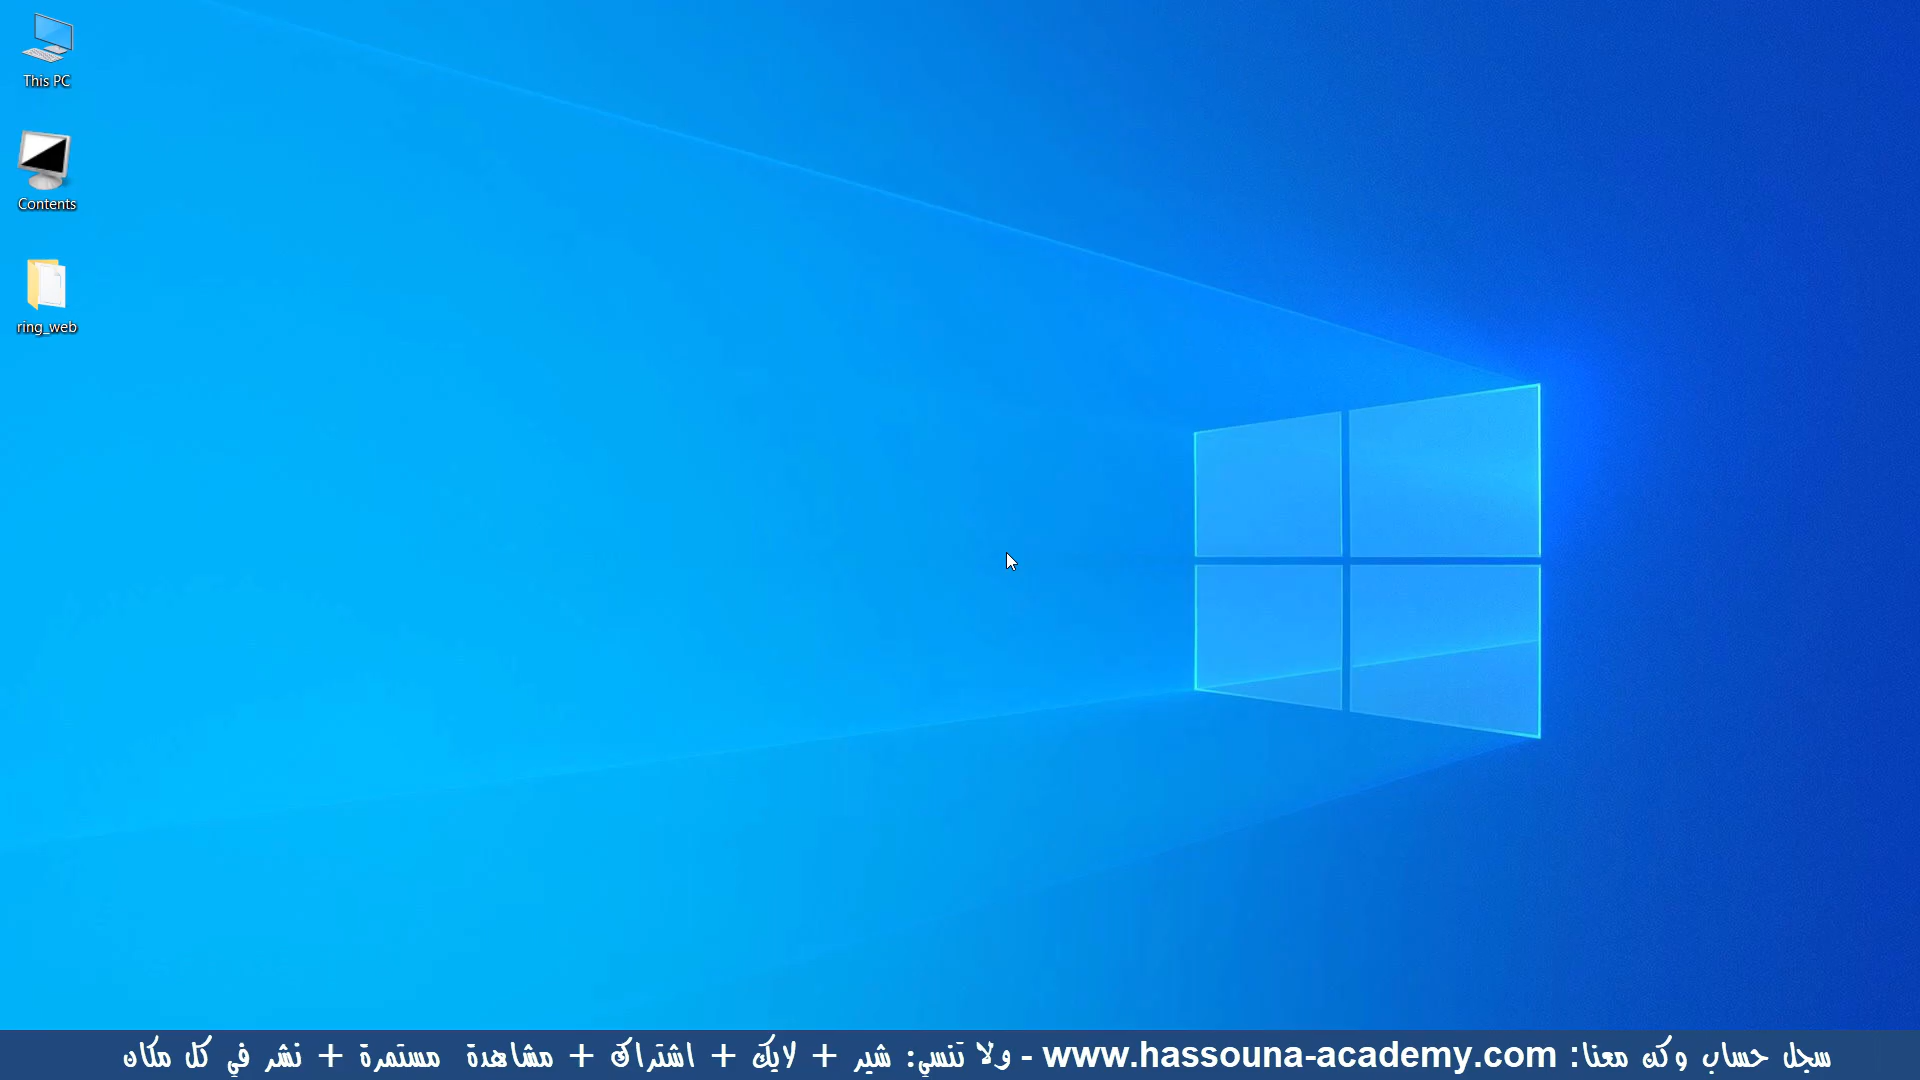 This PC
Contents
ring_web
سجل حساب وكن معنا: www.hassouna-academy.com - ولا تنسي: شير + لايك + اشتراك + مشاهدة مستمرة + نشر في كل مكان